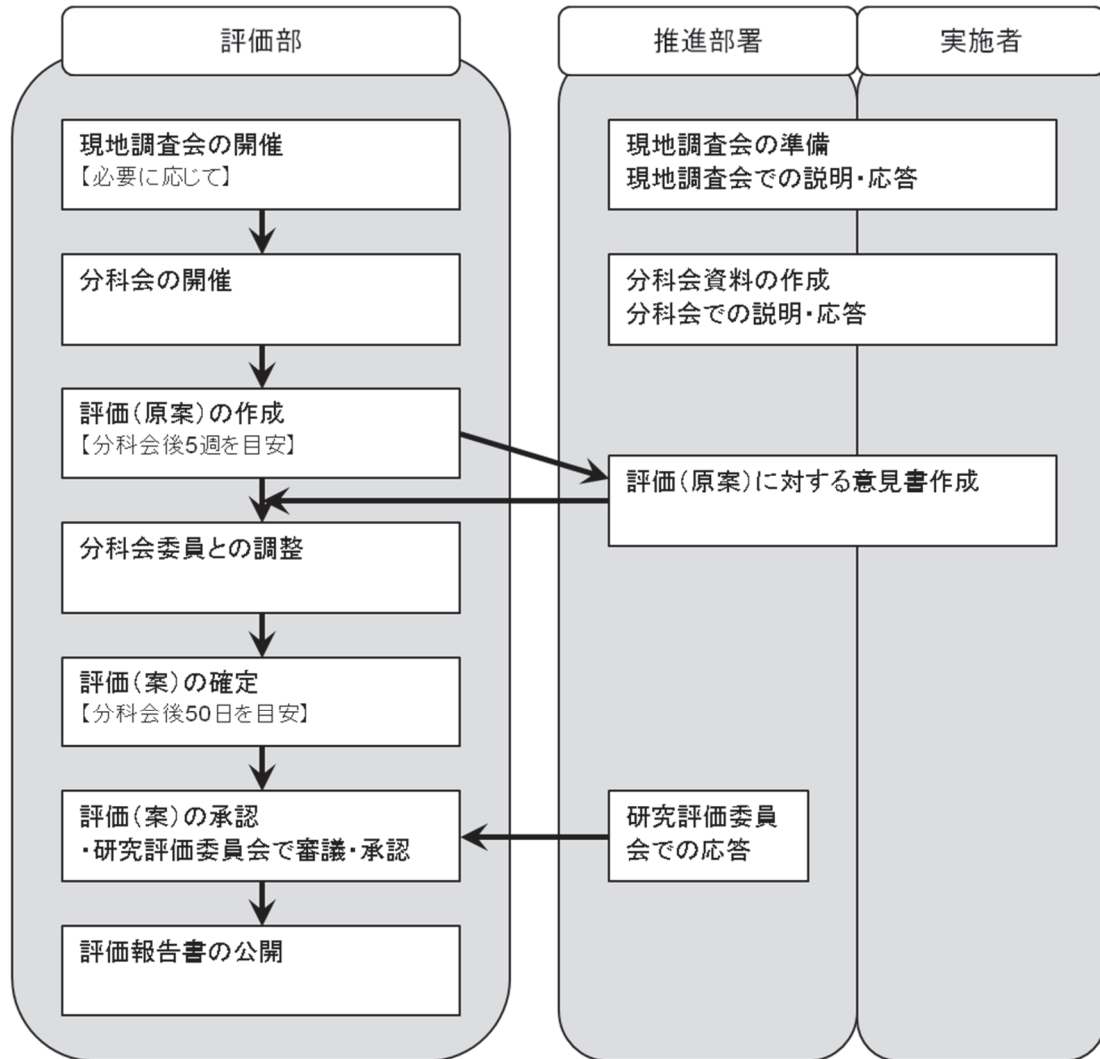 評価部
推進部署
実施者
現地調査会の開催
【必要に応じて】
現地調査会の準備
現地調査会での説明・応答
分科会の開催
分科会資料の作成
分科会での説明・応答
評価(原案)の作成
【分科会後5週を目安】
評価(原案)に対する意見書作成
分科会委員との調整
評価(案)の確定
【分科会後50日を目安】
評価(案)の承認
・研究評価委員会で審議・承認
研究評価委員
会での応答
評価報告書の公開